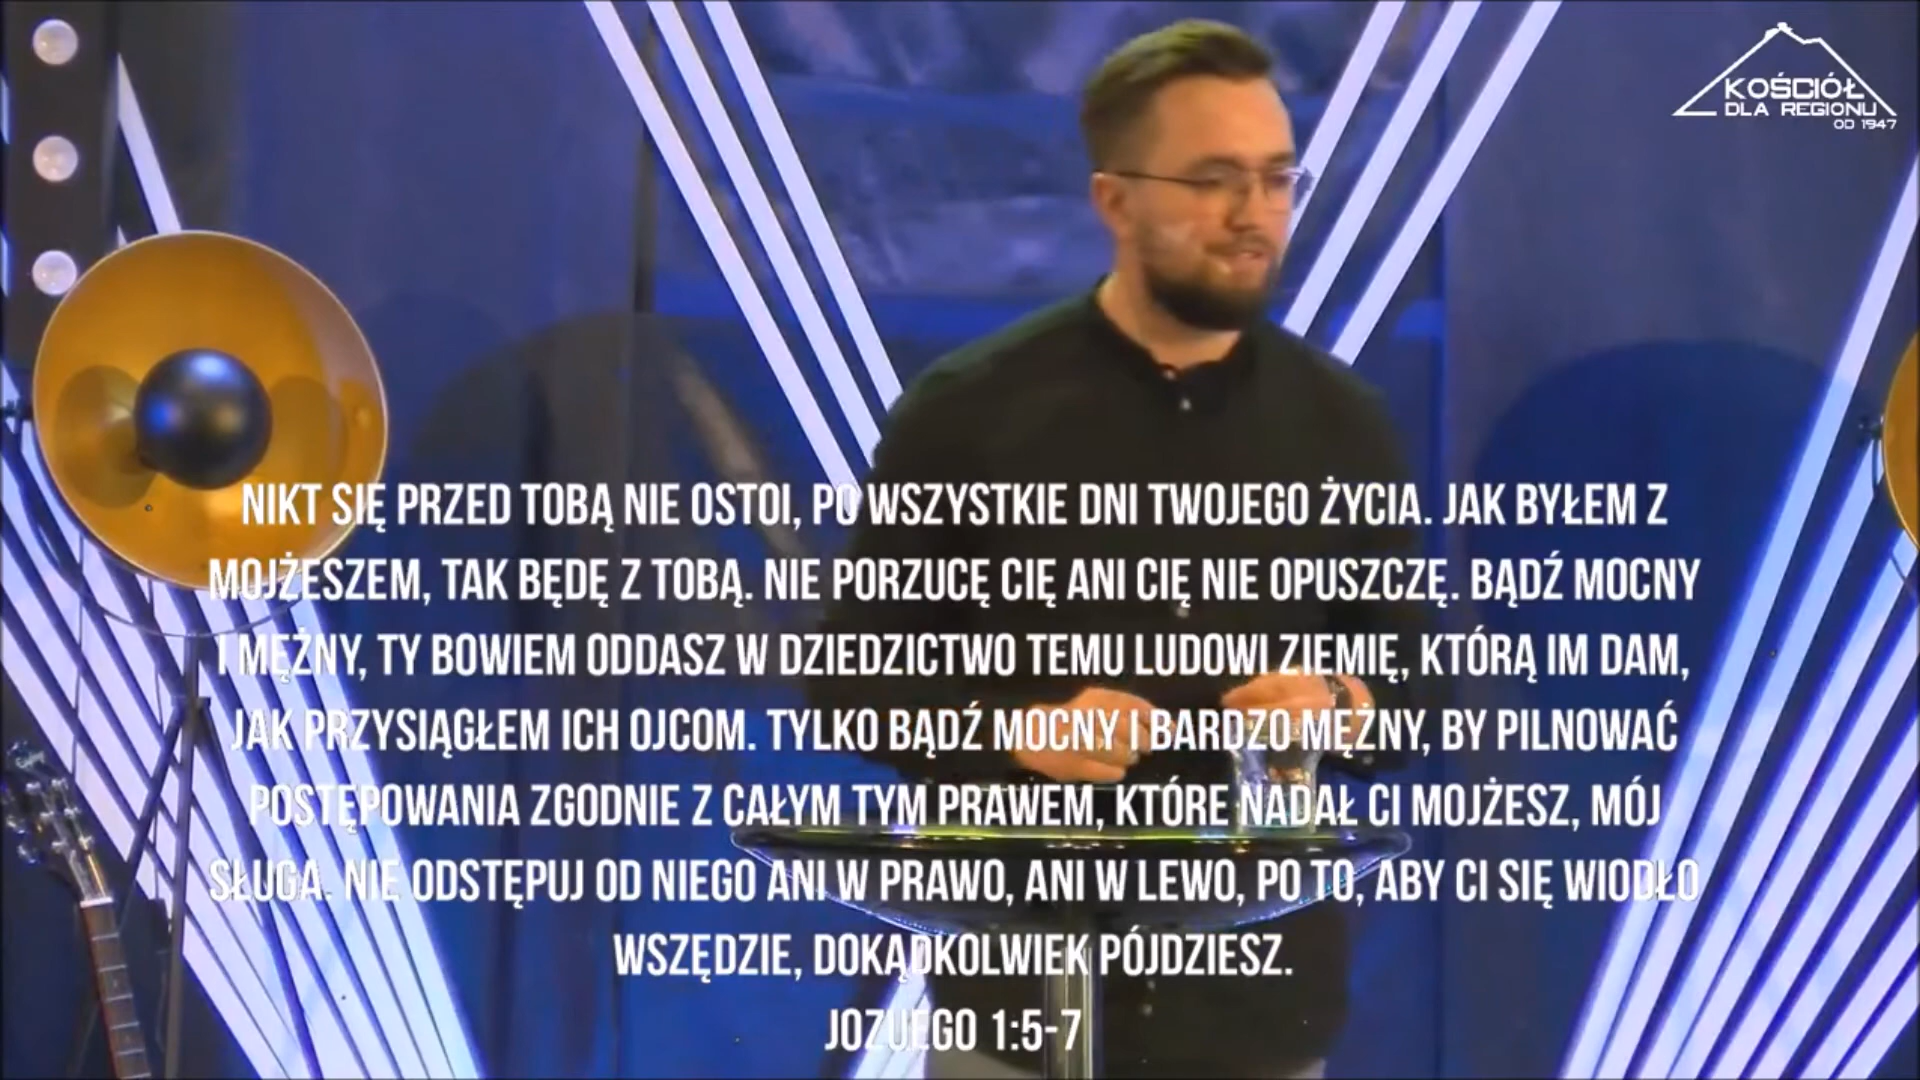 KOŚCIÓŁ
DLA REGIONU
OD 1947
NIKT SIĘ PRZED TOBĄ NIE OSTOI, PO WSZYSTKIE DNI TWOJEGO ŻYCIA. JAK BYŁEM Z
MOJŻESZEM, TAK BĘDĘ Z TOBĄ. NIE PORZUCĘ CIĘ ANI CIĘ NIE OPUSZCZĘ. BĄDŹ MOCNY
I MĘŻNY, TY BOWIEM ODDASZ W DZIEDZICTWO TEMU LUDOWI ZIEMIĘ, KTÓRĄ IM DAM,
JAK PRZYSIĄGŁEM ICH OJCOM. TYLKO BĄDŹ MOCNY I BARDZO MĘŻNY, BY PILNOWAĆ
POSTĘPOWANIA ZGODNIE Z CAŁYM TYM PRAWEM, KTÓRE NADAŁ CI MOJŻESZ, MÓJ
SŁUGA. NIE ODSTĘPUJ OD NIEGO ANI W PRAWO, ANI W LEWO, PO TO, ABY CI SIĘ WIODŁO
WSZĘDZIE, DOKĄDKOLWIEK PÓJDZIESZ.
JOZUEGO 1:5-7